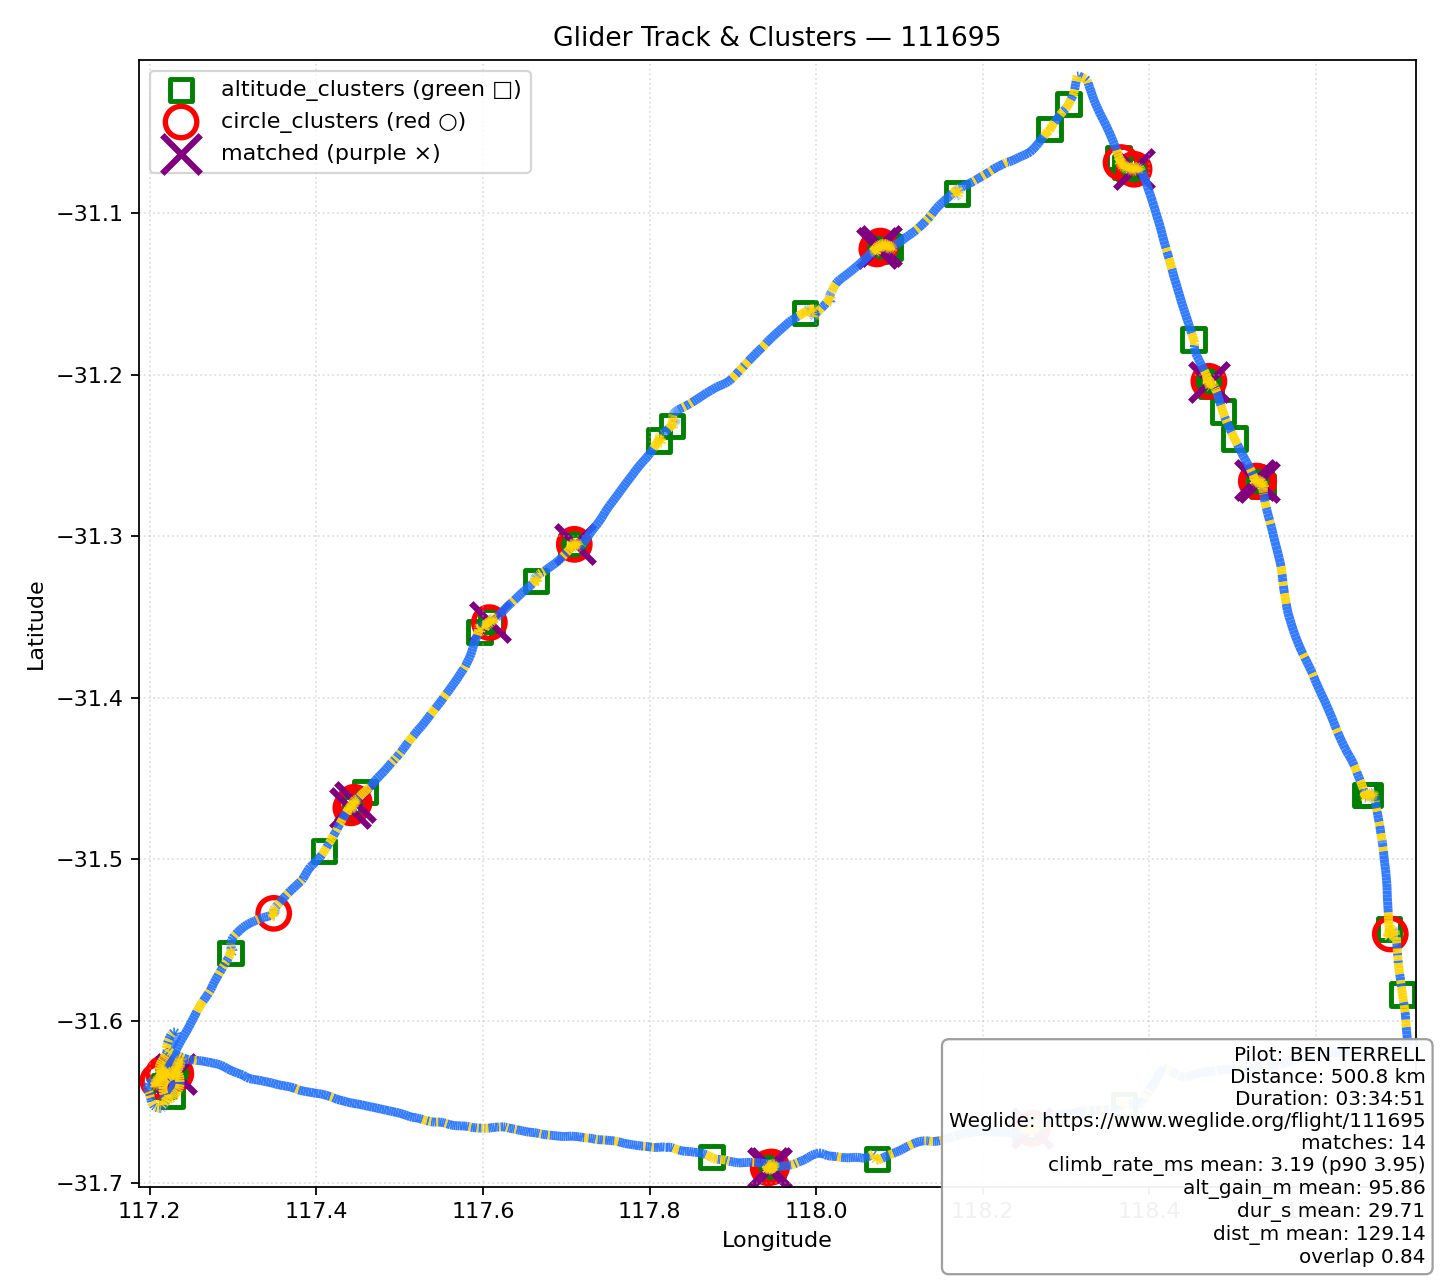 Glider Track & Clusters — 111695
altitude_clusters (green □)
circle_clusters (red ○)
matched (purple ×)
Latitude
−31.1
−31.2
−31.3
−31.4
−31.5
−31.6
−31.7
117.2
117.4
117.6
117.8
118.0
118.2
118.4
Longitude
Pilot: BEN TERRELL
Distance: 500.8 km
Duration: 03:34:51
Weglide: https://www.weglide.org/flight/111695
matches: 14
climb_rate_ms mean: 3.19 (p90 3.95)
alt_gain_m mean: 95.86
dur_s mean: 29.71
dist_m mean: 129.14
overlap 0.84